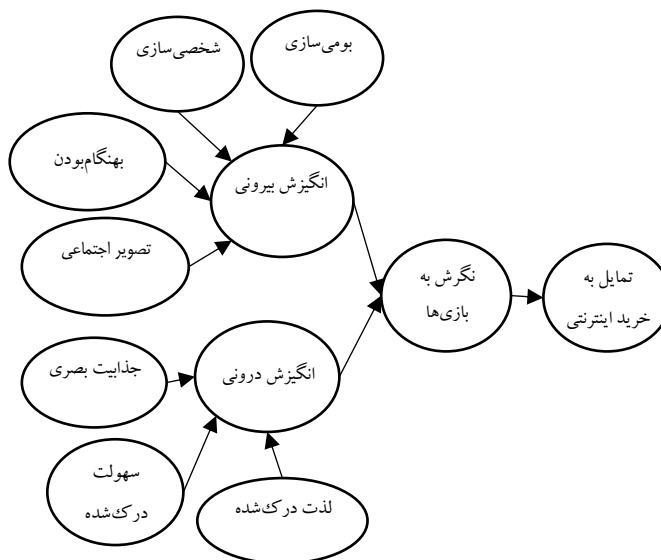 بومی‌سازی
شخصی‌سازی
بهنگام‌بودن
انگیزش بیرونی
تصویر اجتماعی
تمایل به
خرید اینترنتی
نگرش به
بازی‌ها
جذابیت بصری
انگیزش درونی
سهولت
درک‌شده
لذت درک‌شده